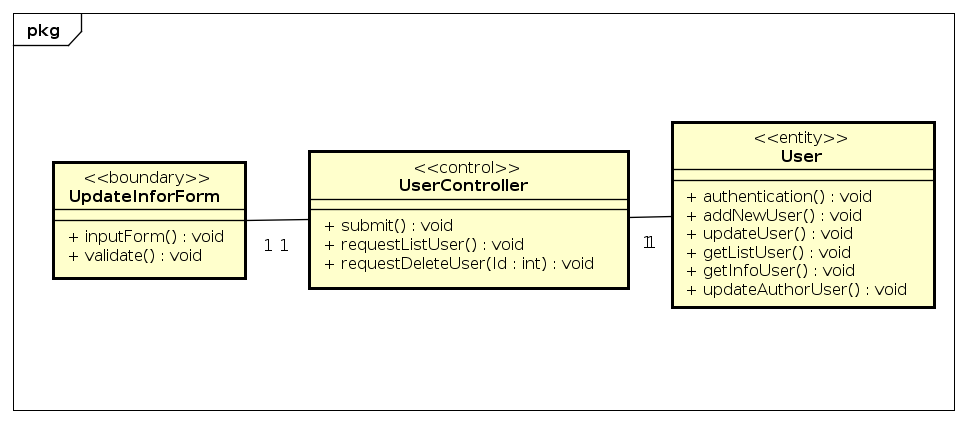 pkg
<<boundary>>
UpdateInforForm
+ inputForm() : void
+ validate() : void
1 1
<<control>>
UserController
+ submit() : void
+ requestListUser() : void
+ requestDeleteUser(Id : int) : void
1 1
<<entity>>
User
+ authentication() : void
+ addNewUser() : void
+ updateUser() : void
+ getListUser() : void
+ getInfoUser() : void
+ updateAuthorUser() : void